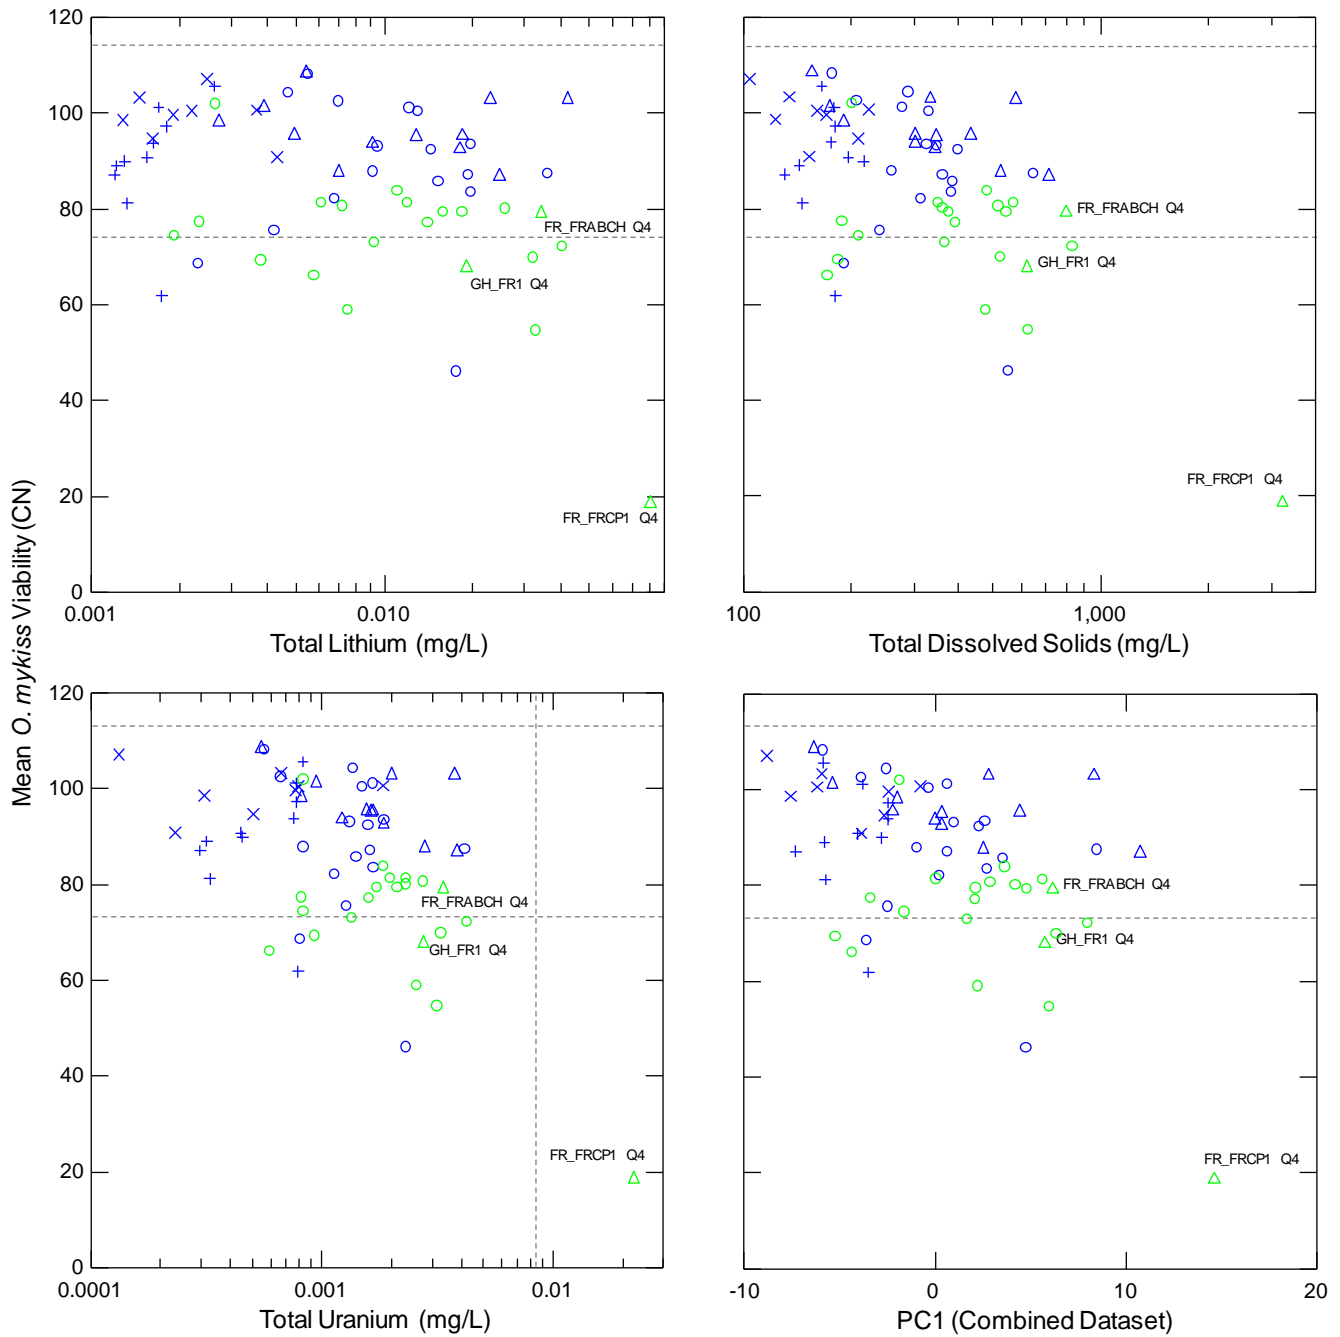 Mean O. mykiss Viability (CN)
120
100
80
60
40
20
0
FR_FRABCH Q4
GH_FR1 Q4
FR_FRCP1 Q4
0.001
0.010
Total Lithium (mg/L)
FR_FRABCH Q4
GH_FR1 Q4
FR_FRCP1 Q4
100
1,000
Total Dissolved Solids (mg/L)
120
100
80
60
40
20
0
FR_FRABCH Q4
GH_FR1 Q4
FR_FRCP1 Q4
0.0001
0.001
0.01
Total Uranium (mg/L)
FR_FRABCH Q4
GH_FR1 Q4
FR_FRCP1 Q4
-10
0
10
20
PC1 (Combined Dataset)